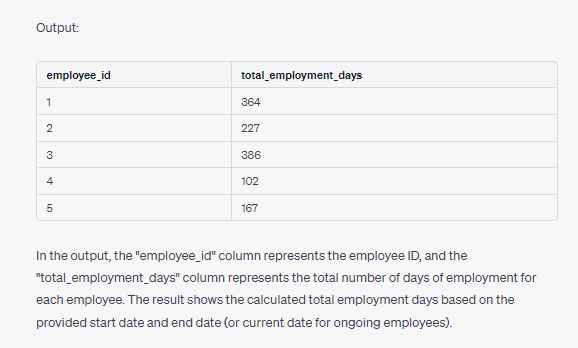 Output:
employee_id total_employment_days
1 364
2 227
3 386
4 102
5 167
In the output, the "employee_id" column represents the employee ID, and the
"total_employment_days" column represents the total number of days of employment for
each employee. The result shows the calculated total employment days based on the
provided start date and end date (or current date for ongoing employees).